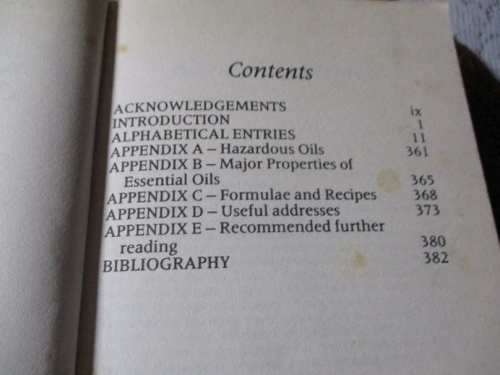 Contents
ACKNOWLEDGEMENTS ix
INTRODUCTION 1
ALPHABETICAL ENTRIES 11
APPENDIX A – Hazardous Oils 361
APPENDIX B – Major Properties of
Essential Oils 365
APPENDIX C – Formulae and Recipes 368
APPENDIX D – Useful addresses 373
APPENDIX E – Recommended further
reading 380
BIBLIOGRAPHY 382